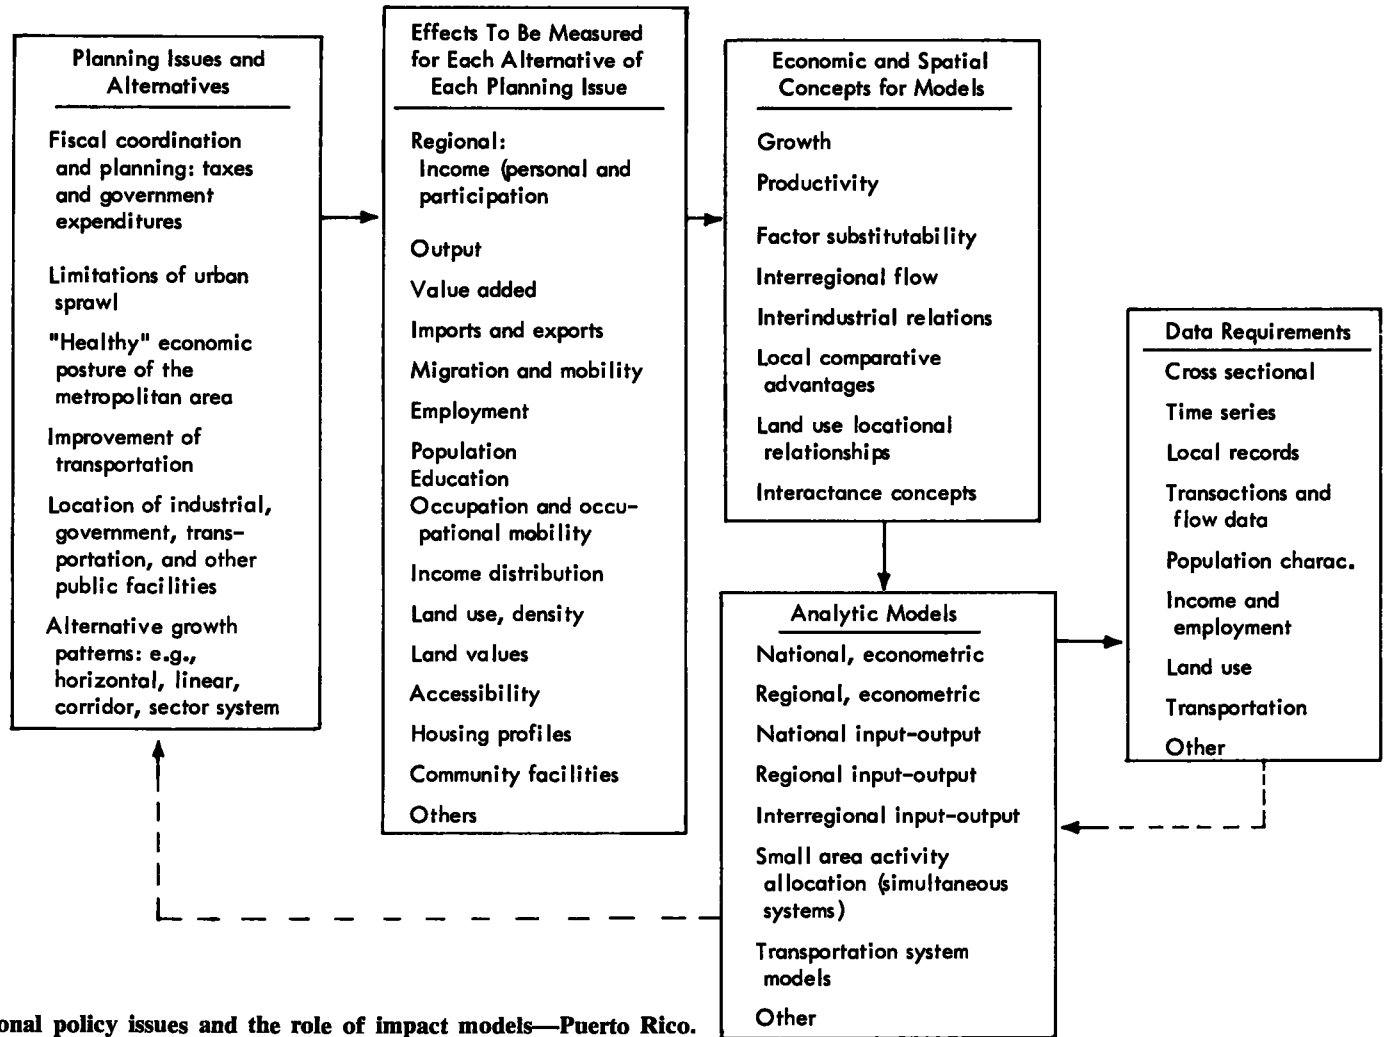 Planning Issues and
Alternatives
Fiscal coordination
and planning: taxes
and government
expenditures
Limitations of urban
sprawl
"Healthy" economic
posture of the
metropolitan area
Improvement of
transportation
Location of industrial,
government, trans-
portation, and other
public facilities
Alternative growth
patterns: e.g.,
horizontal, linear,
corridor, sector system
Effects To Be Measured
for Each Alternative of
Each Planning Issue
Regional:
Income (personal and
participation
Output
Value added
Imports and exports
Migration and mobility
Employment
Population
Education
Occupation and occu-
pational mobility
Income distribution
Land use, density
Land values
Accessibility
Housing profiles
Community facilities
Others
Economic and Spatial
Concepts for Models
Growth
Productivity
Factor substitutability
Interregional flow
Interindustrial relations
Local comparative
advantages
Land use locational
relationships
Interactance concepts
Analytic Models
National, econometric
Regional, econometric
National input-output
Regional input-output
Interregional input-output
Small area activity
allocation (simultaneous
systems)
Transportation system
models
Other
Data Requirements
Cross sectional
Time series
Local records
Transactions and
flow data
Population charac.
Income and
employment
Land use
Transportation
Other
onal policy issues and the role of impact models—Puerto Rico.